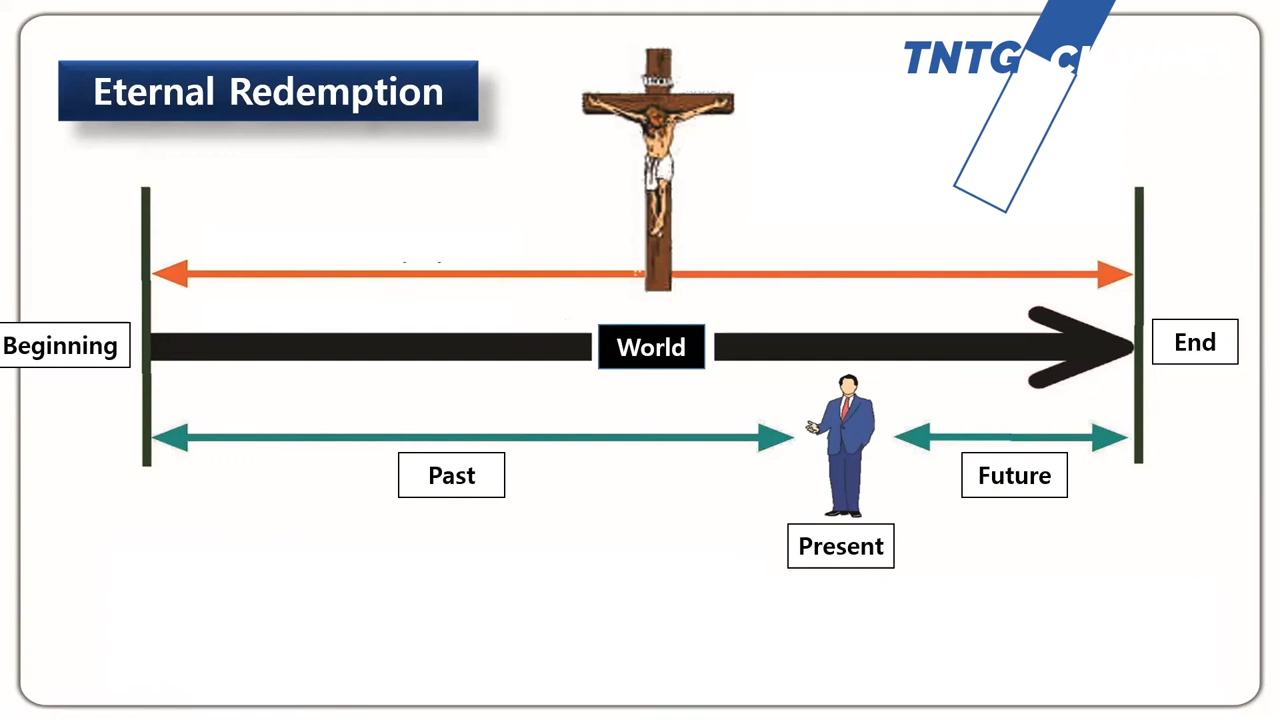 Eternal Redemption
TNTG
Beginning
World
End
Past
Future
Present